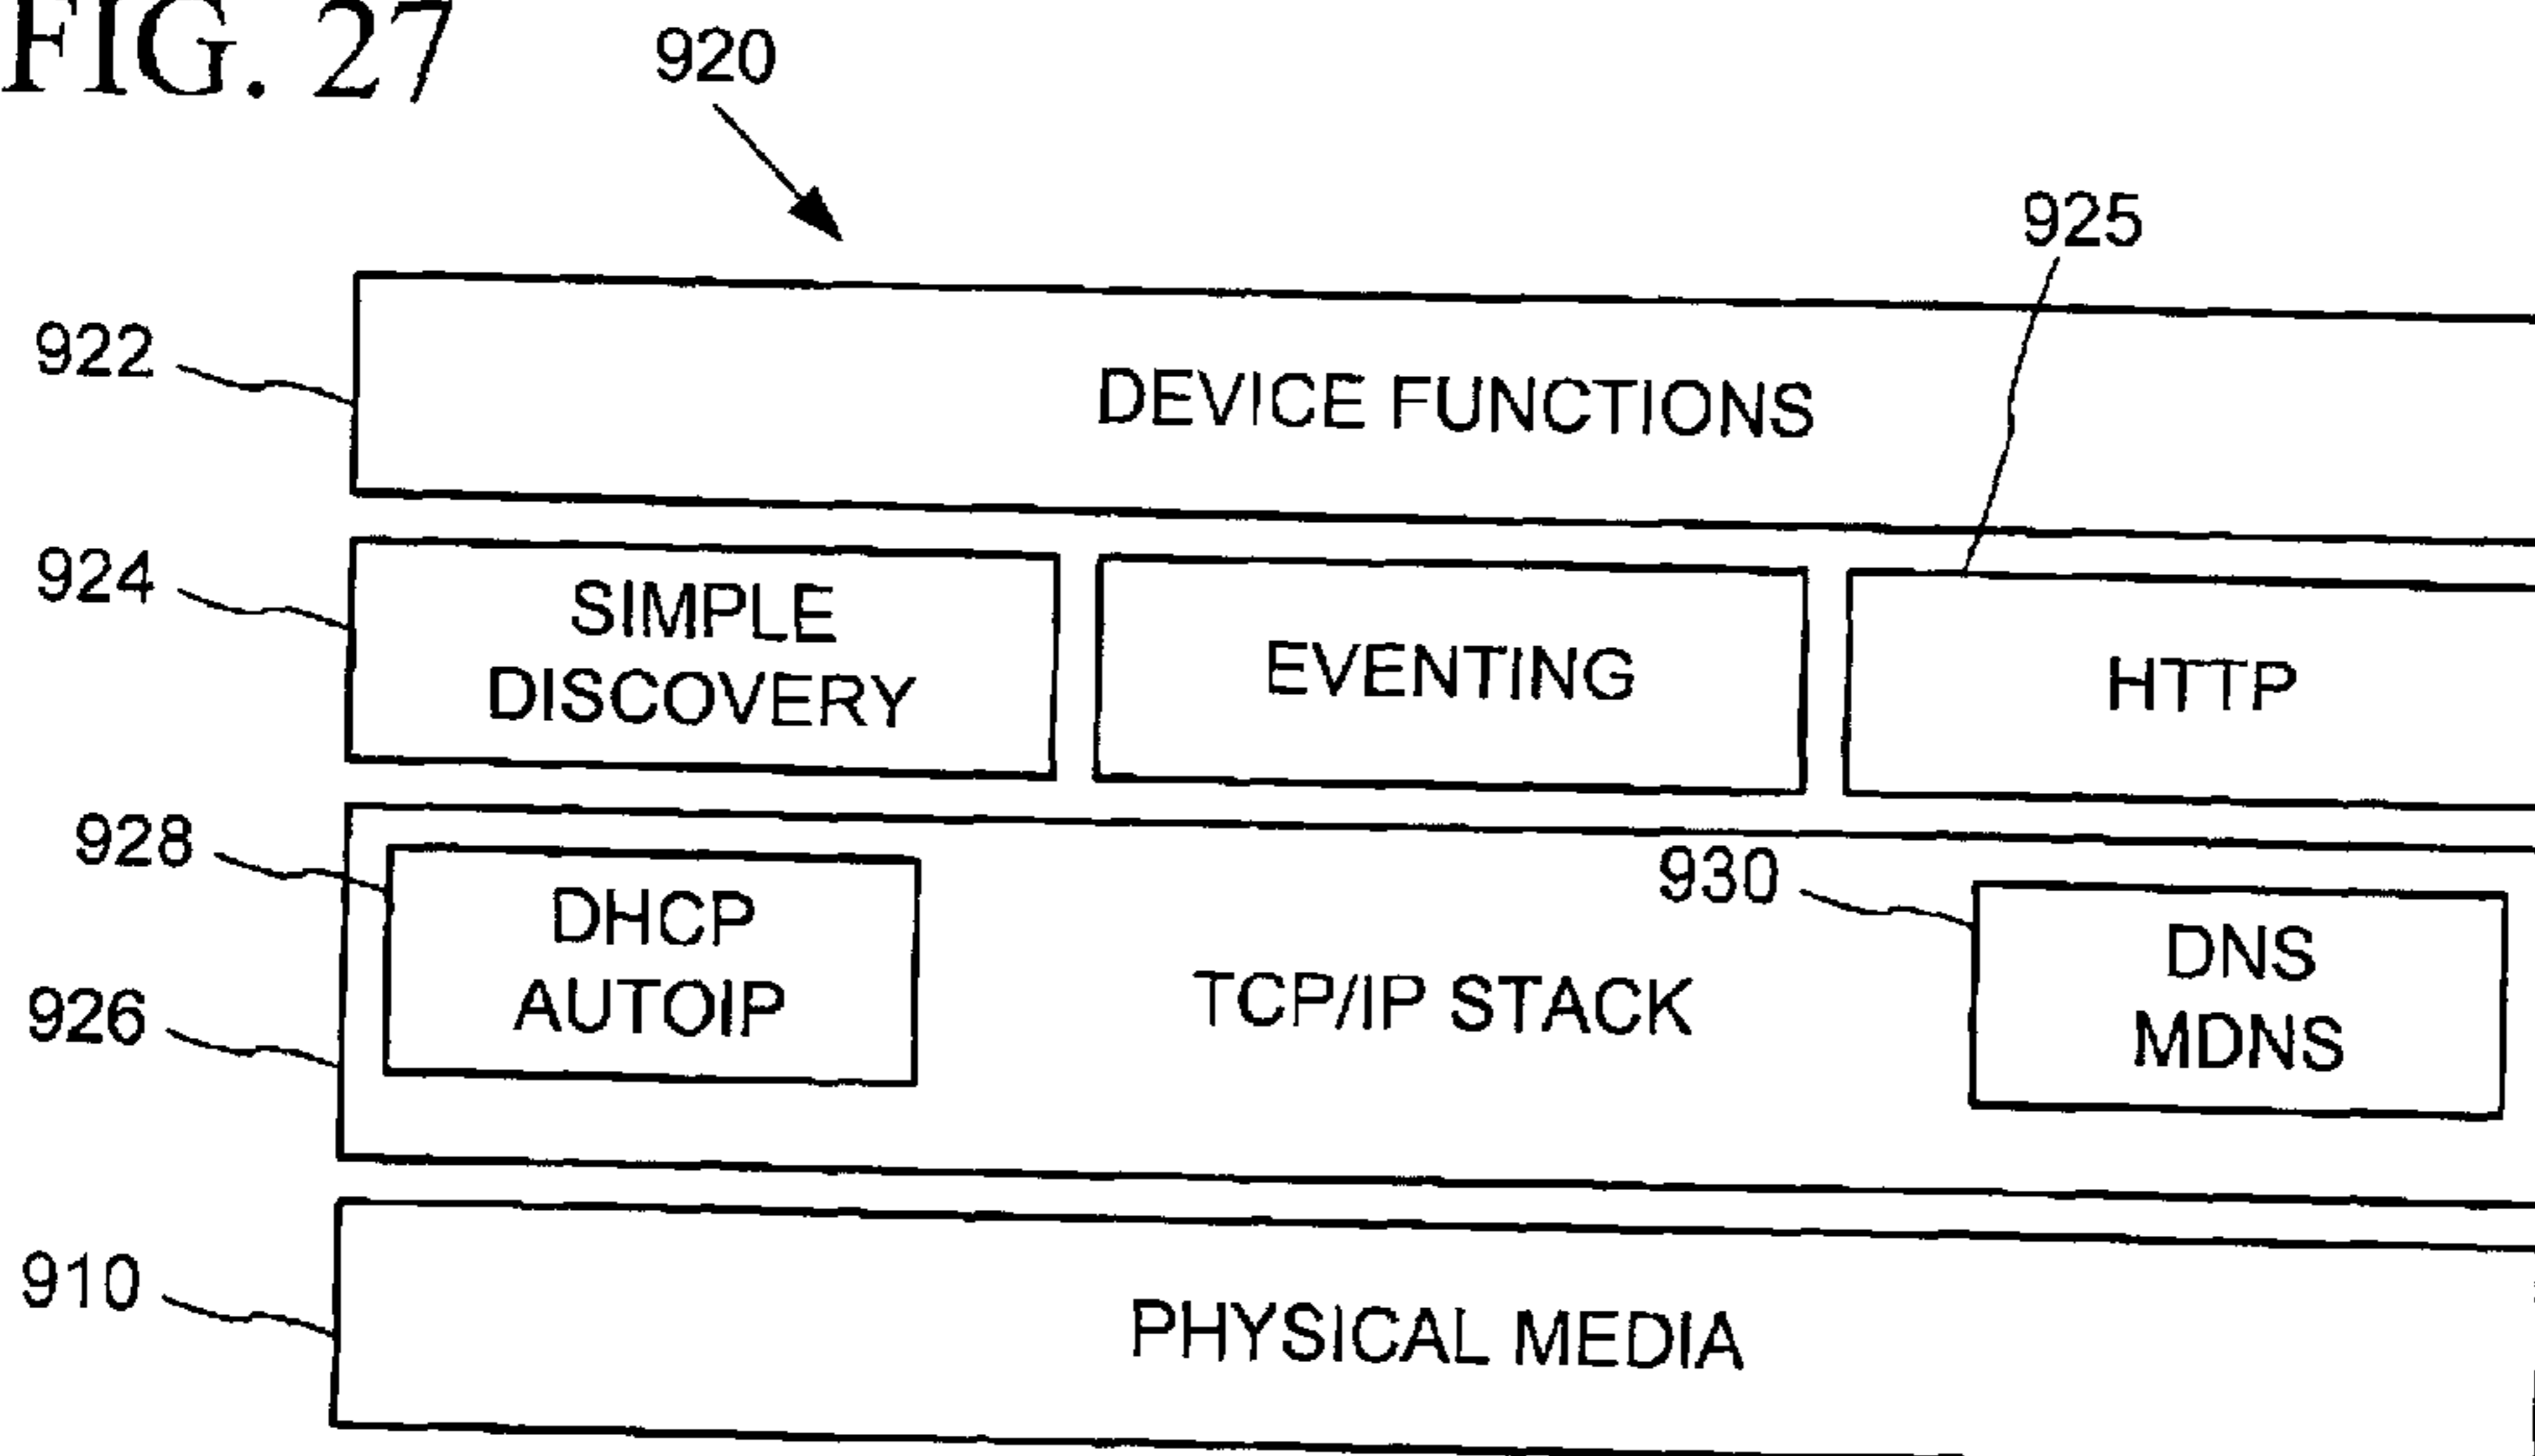 FIG. 27
920
925
922
DEVICE FUNCTIONS
924
SIMPLE
DISCOVERY
EVENTING
HTTP
928
DHCP
AUTOIP
930
DNS
MDNS
926
TCP/IP STACK
910
PHYSICAL MEDIA